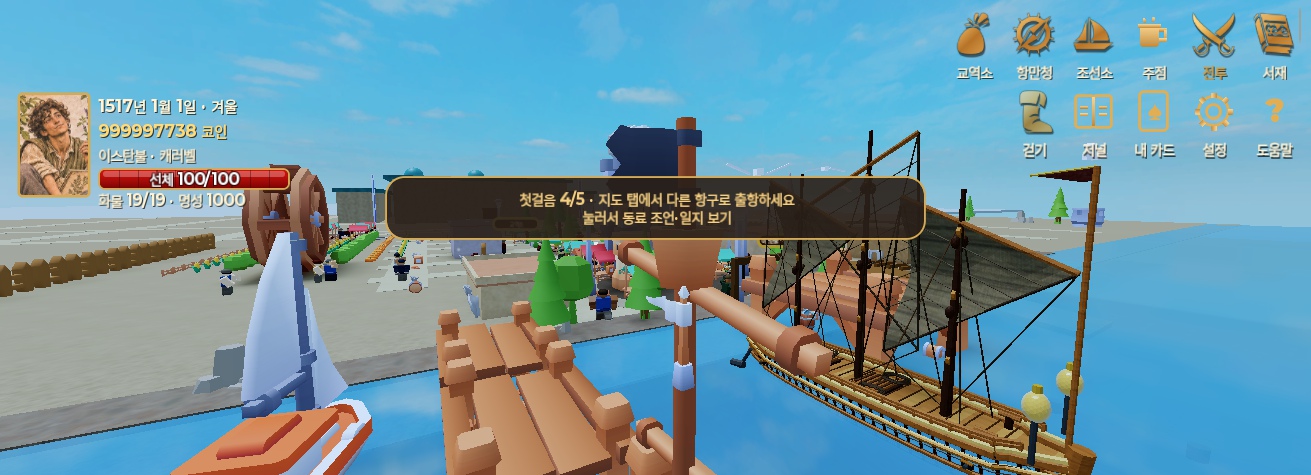 1517년 1월 1일 · 겨울
999997738 코인
이스탄불 · 캐러벨
선체 100/100
화물 19/19 · 명성 1000
교역소 항만청 조선소 주점 전투 서재
걷기 저널 내 카드 설정 도움말
첫걸음 4/5 · 지도 탭에서 다른 항구로 출항하세요
눌러서 동료 조언·일지 보기